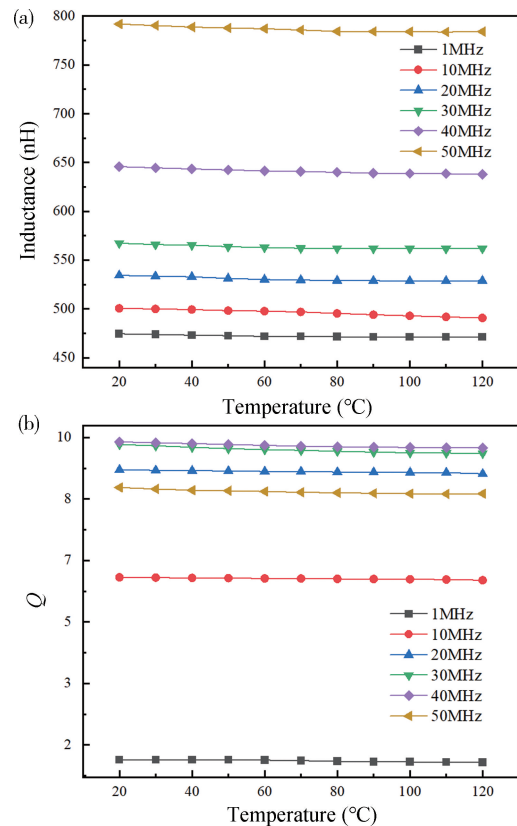 (a)
800
750
700
650
600
550
500
450
Inductance (nH)
1MHz
10MHz
20MHz
30MHz
40MHz
50MHz
20 40 60 80 100 120
Temperature (℃)
(b)
10
8
7
5
3
2
Q
1MHz
10MHz
20MHz
30MHz
40MHz
50MHz
20 40 60 80 100 120
Temperature (℃)